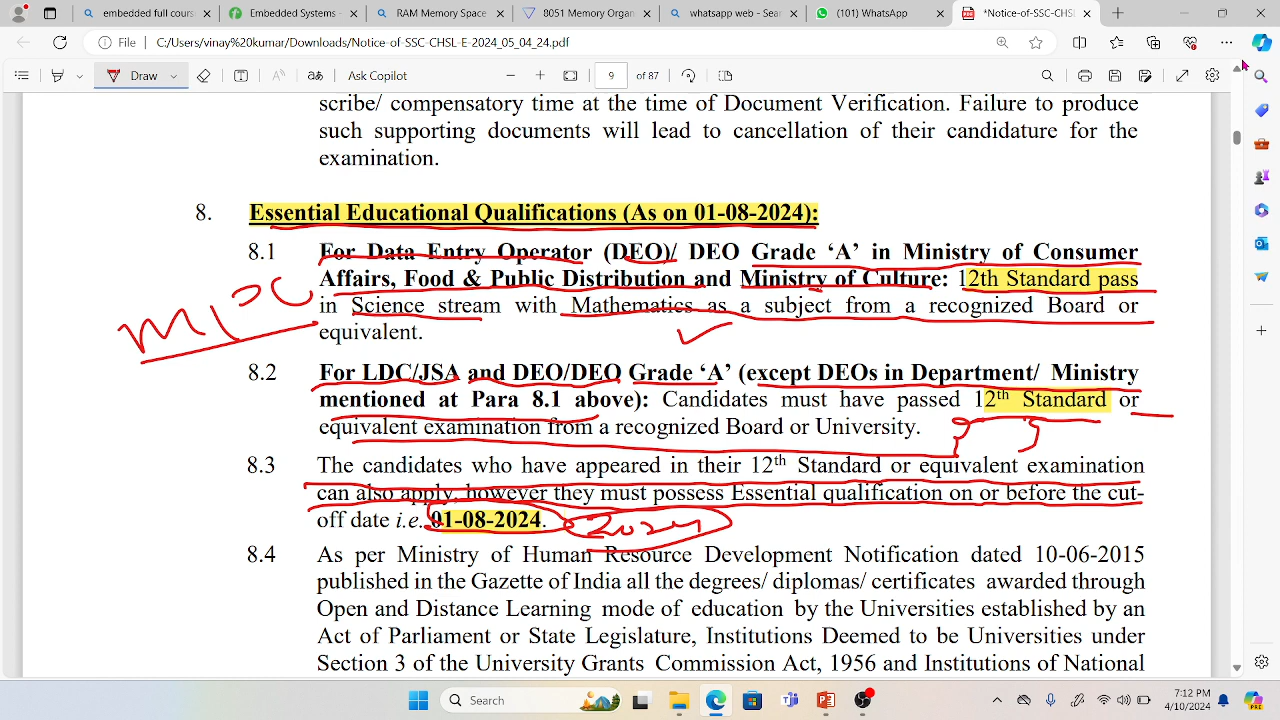 embedded full cours
Embedded Systems -
RAM Memory Space
8051 Memory Organ
whats app web - Sear
(101) WhatsApp
*Notice-of-SSC-CHSL-E
File C:/Users/vinay%20kumar/Downloads/Notice-of-SSC CHSL-E-2024_05_04_24.pdf
Draw
Ask Copilot
9 of 87
scribe/ compensatory time at the time of Document Verification. Failure to produce
such supporting documents will lead to cancellation of their candidature for the
examination.
8. Essential Educational Qualifications (As on 01-08-2024):
8.1 For Data Entry Operator (DEO)/ DEO Grade ‘A’ in Ministry of Consumer
Affairs, Food & Public Distribution and Ministry of Culture: 12th Standard pass
in Science stream with Mathematics as a subject from a recognized Board or
equivalent.
8.2 For LDC/JSA and DEO/DEO Grade ‘A’ (except DEOs in Department/ Ministry
mentioned at Para 8.1 above): Candidates must have passed 12th Standard or
equivalent examination from a recognized Board or University.
8.3 The candidates who have appeared in their 12th Standard or equivalent examination
can also apply, however they must possess Essential qualification on or before the cut-
off date i.e. 01-08-2024. 2024
8.4 As per Ministry of Human Resource Development Notification dated 10-06-2015
published in the Gazette of India all the degrees/ diplomas/ certificates awarded through
Open and Distance Learning mode of education by the Universities established by an
Act of Parliament or State Legislature, Institutions Deemed to be Universities under
Section 3 of the University Grants Commission Act, 1956 and Institutions of National
Search
7:12 PM
4/10/2024